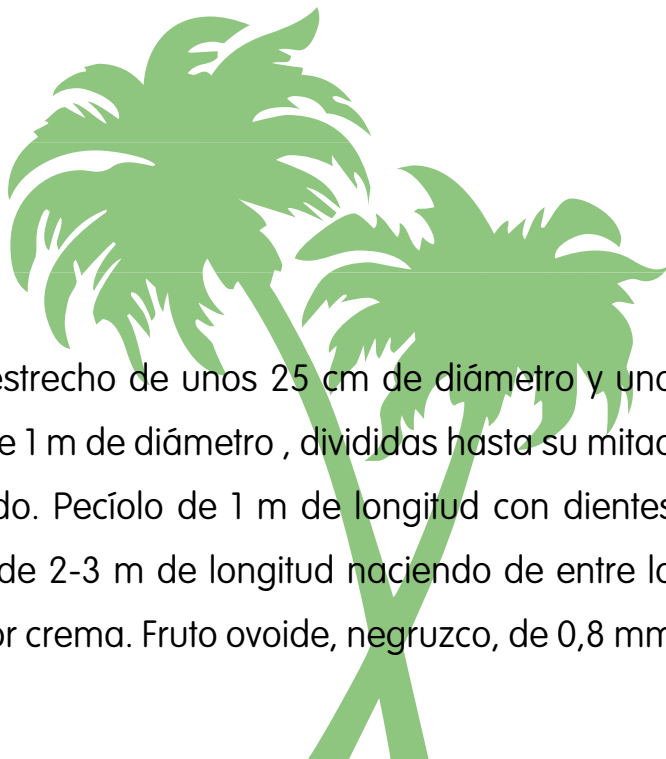 estrecho de unos 25 cm de diámetro y una
e 1 m de diámetro , divididas hasta su mitad
do. Pecíolo de 1 m de longitud con dientes
de 2-3 m de longitud naciendo de entre la
or crema. Fruto ovoide, negruzco, de 0,8 mm